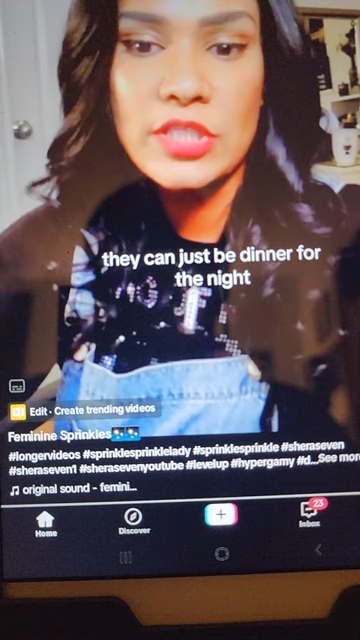 they can just be dinner for
the night
Edit · Create trending videos
Feminine Sprinkles
#longervideos #sprinklesprinklelady #sprinklesprinkle #sheraseven
#sheraseven1 #sherasevenyoutube #levelup #hypergamy #d...See more
♫ original sound - femini...
23
Home
Discover
Inbox